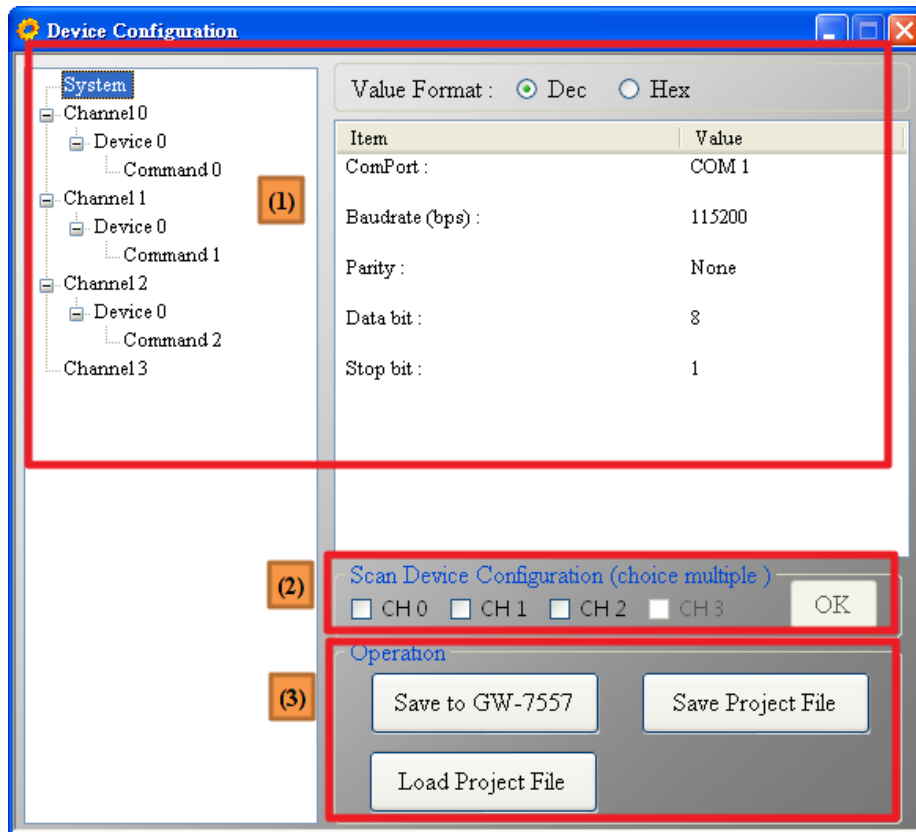 Device Configuration
System
Channel 0
Device 0
Command 0
Channel 1
Device 0
Command 1
Channel 2
Device 0
Command 2
Channel 3
(1)
Value Format : Dec Hex
Item Value
ComPort : COM 1
Baudrate (bps) : 115200
Parity : None
Data bit : 8
Stop bit : 1
(2)
Scan Device Configuration (choice multiple )
CH 0 CH 1 CH 2 CH 3 OK
(3)
Operation
Save to GW-7557 Save Project File
Load Project File